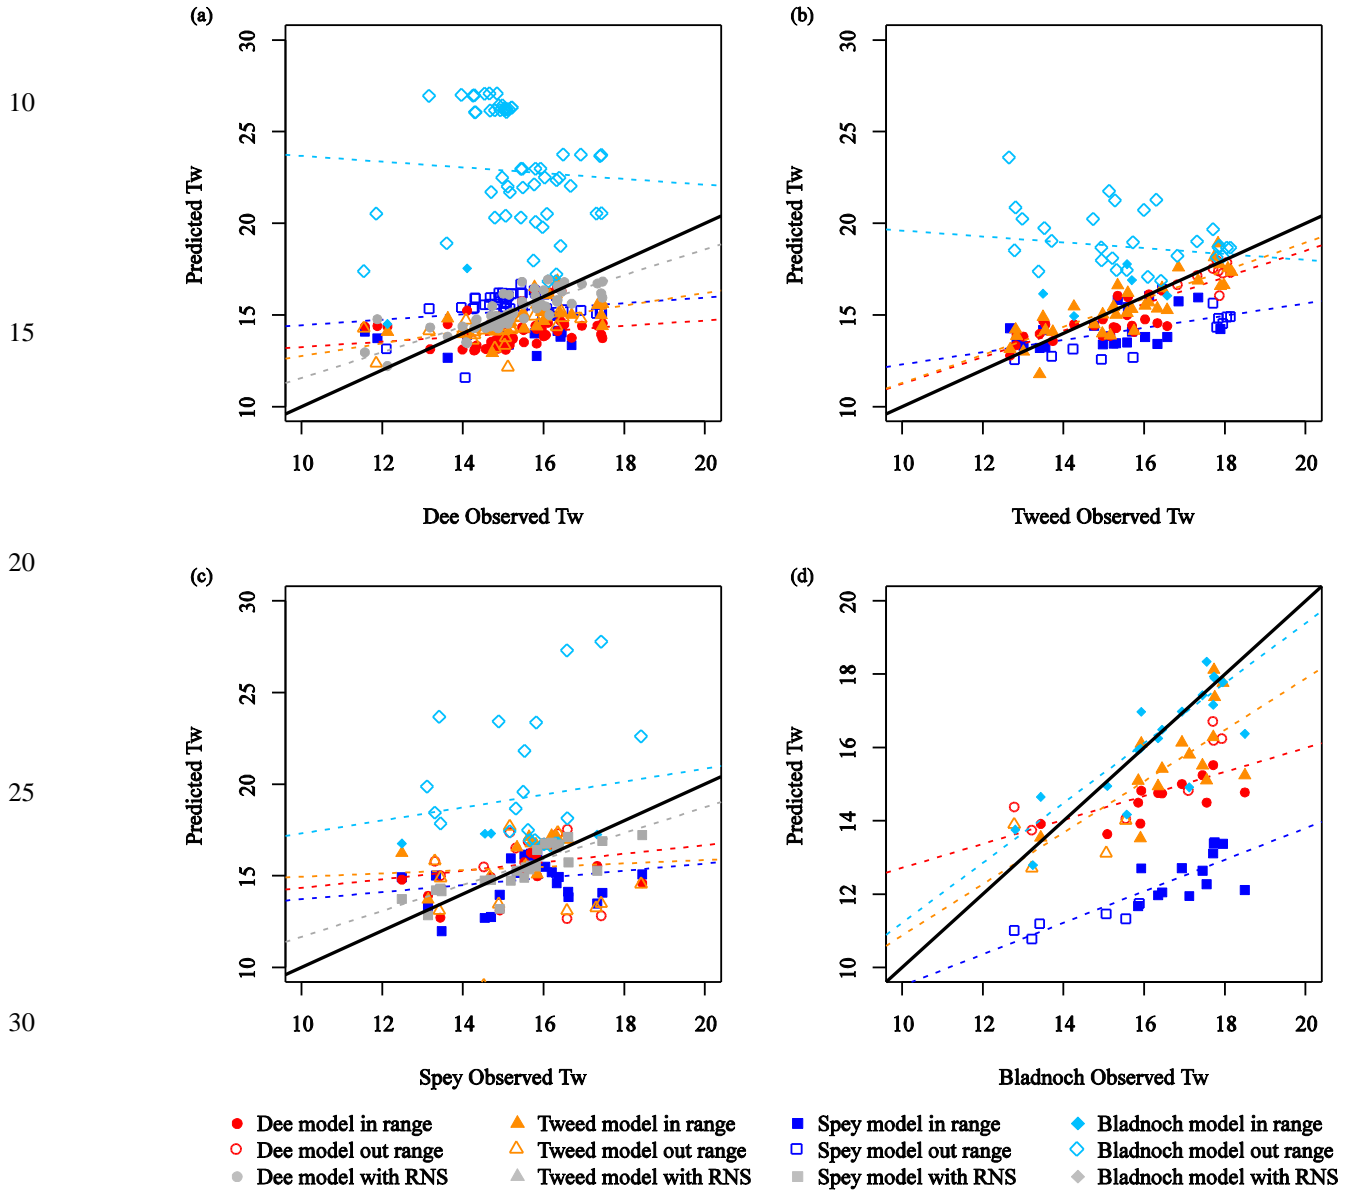 (a)
(b)
10
30
25
20
15
10
Predicted Tw
10 12 14 16 18 20
Dee Observed Tw
30
25
20
15
10
Predicted Tw
10 12 14 16 18 20
Tweed Observed Tw
15
20
(c)
(d)
30
25
20
15
10
Predicted Tw
10 12 14 16 18 20
Spey Observed Tw
20
18
16
14
12
10
Predicted Tw
10 12 14 16 18 20
Bladnoch Observed Tw
25
30
Dee model in range
Tweed model in range
Spey model in range
Bladnoch model in range
Dee model out range
Tweed model out range
Spey model out range
Bladnoch model out range
Dee model with RNS
Tweed model with RNS
Spey model with RNS
Bladnoch model with RNS